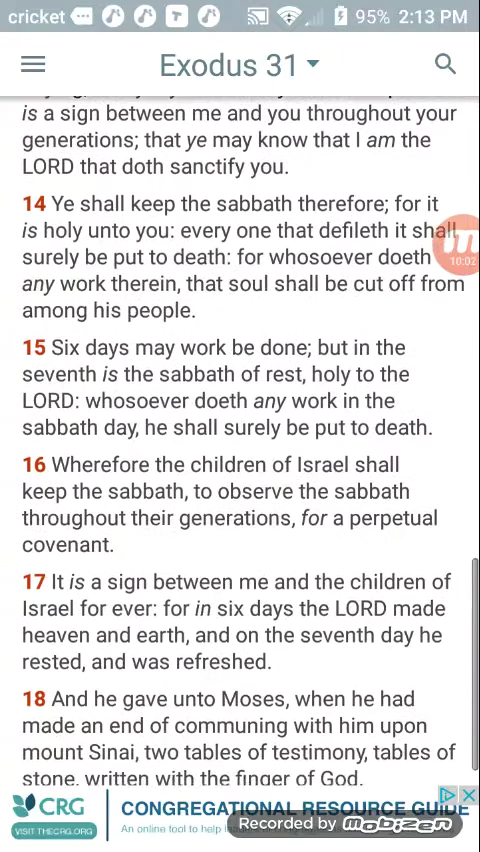 cricket 95% 2:13 PM
Exodus 31
is a sign between me and you throughout your
generations; that ye may know that I am the
LORD that doth sanctify you.
14 Ye shall keep the sabbath therefore; for it
is holy unto you: every one that defileth it shall
surely be put to death: for whosoever doeth
any work therein, that soul shall be cut off from
among his people.
10:02
15 Six days may work be done; but in the
seventh is the sabbath of rest, holy to the
LORD: whosoever doeth any work in the
sabbath day, he shall surely be put to death.
16 Wherefore the children of Israel shall
keep the sabbath, to observe the sabbath
throughout their generations, for a perpetual
covenant.
17 It is a sign between me and the children of
Israel for ever: for in six days the LORD made
heaven and earth, and on the seventh day he
rested, and was refreshed.
18 And he gave unto Moses, when he had
made an end of communing with him upon
mount Sinai, two tables of testimony, tables of
stone, written with the finger of God.
CRG
VISIT THECRG.ORG
CONGREGATIONAL RESOURCE GUIDE
An online tool to help
Recorded by mobizen